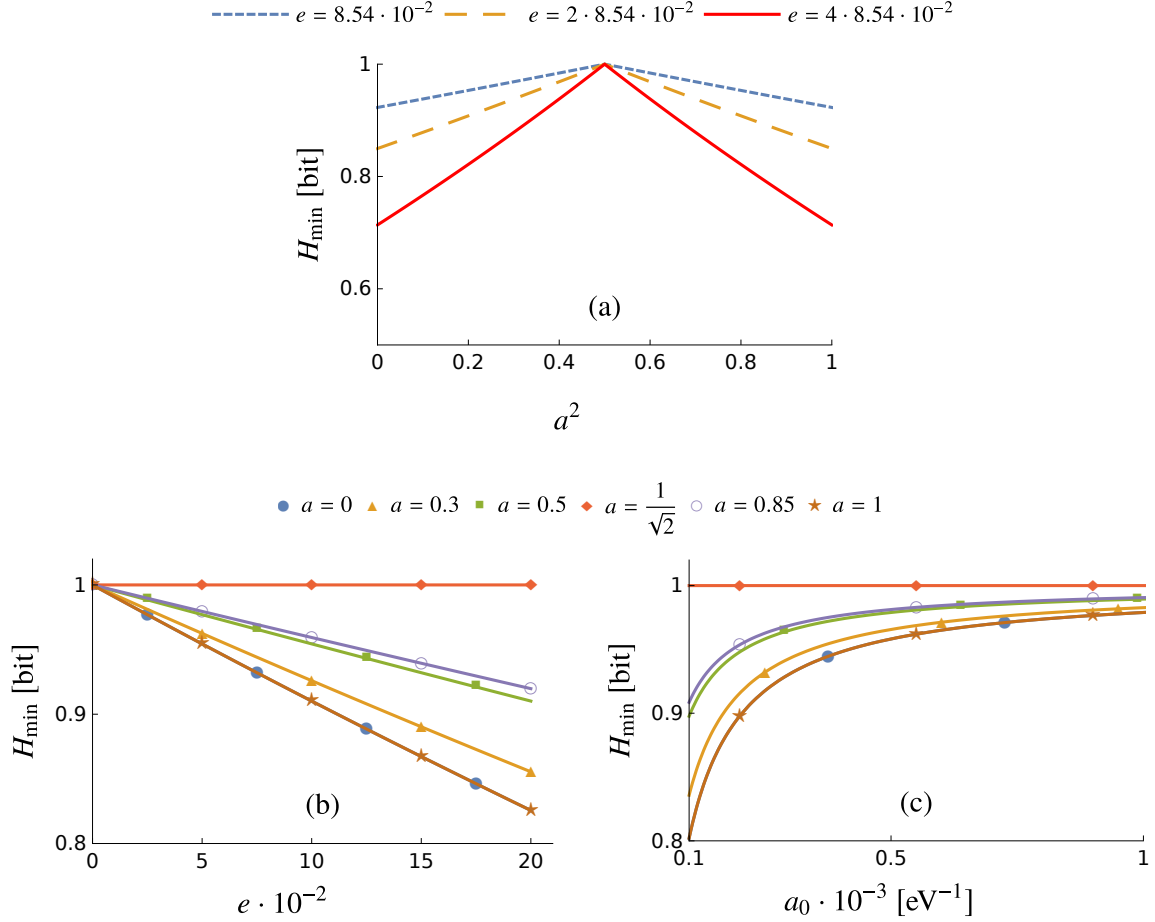 e = 8.54 · 10⁻² e = 2 · 8.54 · 10⁻² e = 4 · 8.54 · 10⁻²
1
0.8
0.6
H_min [bit]
(a)
0 0.2 0.4 0.6 0.8 1
a²
a = 0 a = 0.3 a = 0.5 a = 1/√2 a = 0.85 a = 1
1
0.9
0.8
H_min [bit]
(b)
0 5 10 15 20
e · 10⁻²
1
0.9
0.8
H_min [bit]
(c)
0.1 0.5 1
a₀ · 10⁻³ [eV⁻¹]